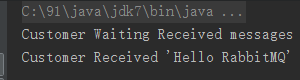 C:\91\java\jdk7\bin\java ...
Customer Waiting Received messages
Customer Received 'Hello RabbitMQ'